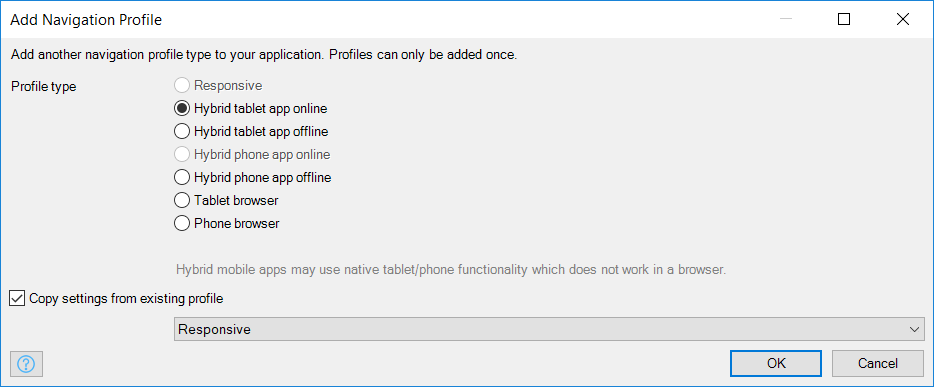 Add Navigation Profile
Add another navigation profile type to your application. Profiles can only be added once.
Profile type
Responsive
Hybrid tablet app online
Hybrid tablet app offline
Hybrid phone app online
Hybrid phone app offline
Tablet browser
Phone browser
Hybrid mobile apps may use native tablet/phone functionality which does not work in a browser.
Copy settings from existing profile
Responsive
?
OK
Cancel